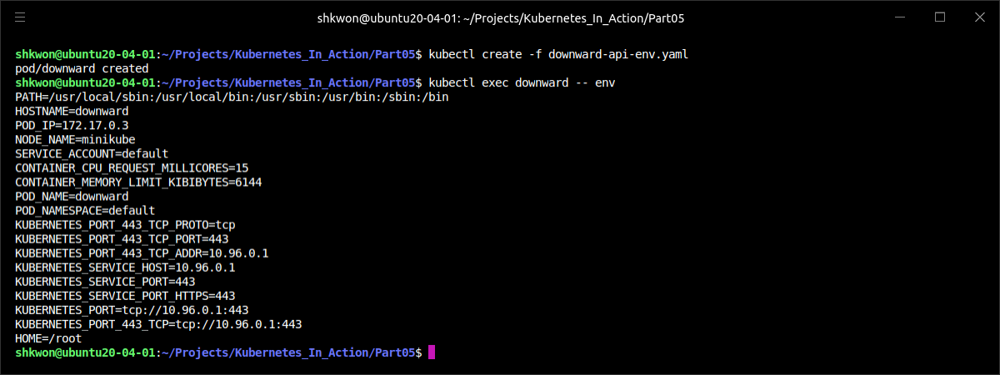 shkwon@ubuntu20-04-01: ~/Projects/Kubernetes_In_Action/Part05
shkwon@ubuntu20-04-01:~/Projects/Kubernetes_In_Action/Part05$ kubectl create -f downward-api-env.yaml
pod/downward created
shkwon@ubuntu20-04-01:~/Projects/Kubernetes_In_Action/Part05$ kubectl exec downward -- env
PATH=/usr/local/sbin:/usr/local/bin:/usr/sbin:/usr/bin:/sbin:/bin
HOSTNAME=downward
POD_IP=172.17.0.3
NODE_NAME=minikube
SERVICE_ACCOUNT=default
CONTAINER_CPU_REQUEST_MILLICORES=15
CONTAINER_MEMORY_LIMIT_KIBIBYTES=6144
POD_NAME=downward
POD_NAMESPACE=default
KUBERNETES_PORT_443_TCP_PROTO=tcp
KUBERNETES_PORT_443_TCP_PORT=443
KUBERNETES_PORT_443_TCP_ADDR=10.96.0.1
KUBERNETES_SERVICE_HOST=10.96.0.1
KUBERNETES_SERVICE_PORT=443
KUBERNETES_SERVICE_PORT_HTTPS=443
KUBERNETES_PORT=tcp://10.96.0.1:443
KUBERNETES_PORT_443_TCP=tcp://10.96.0.1:443
HOME=/root
shkwon@ubuntu20-04-01:~/Projects/Kubernetes_In_Action/Part05$